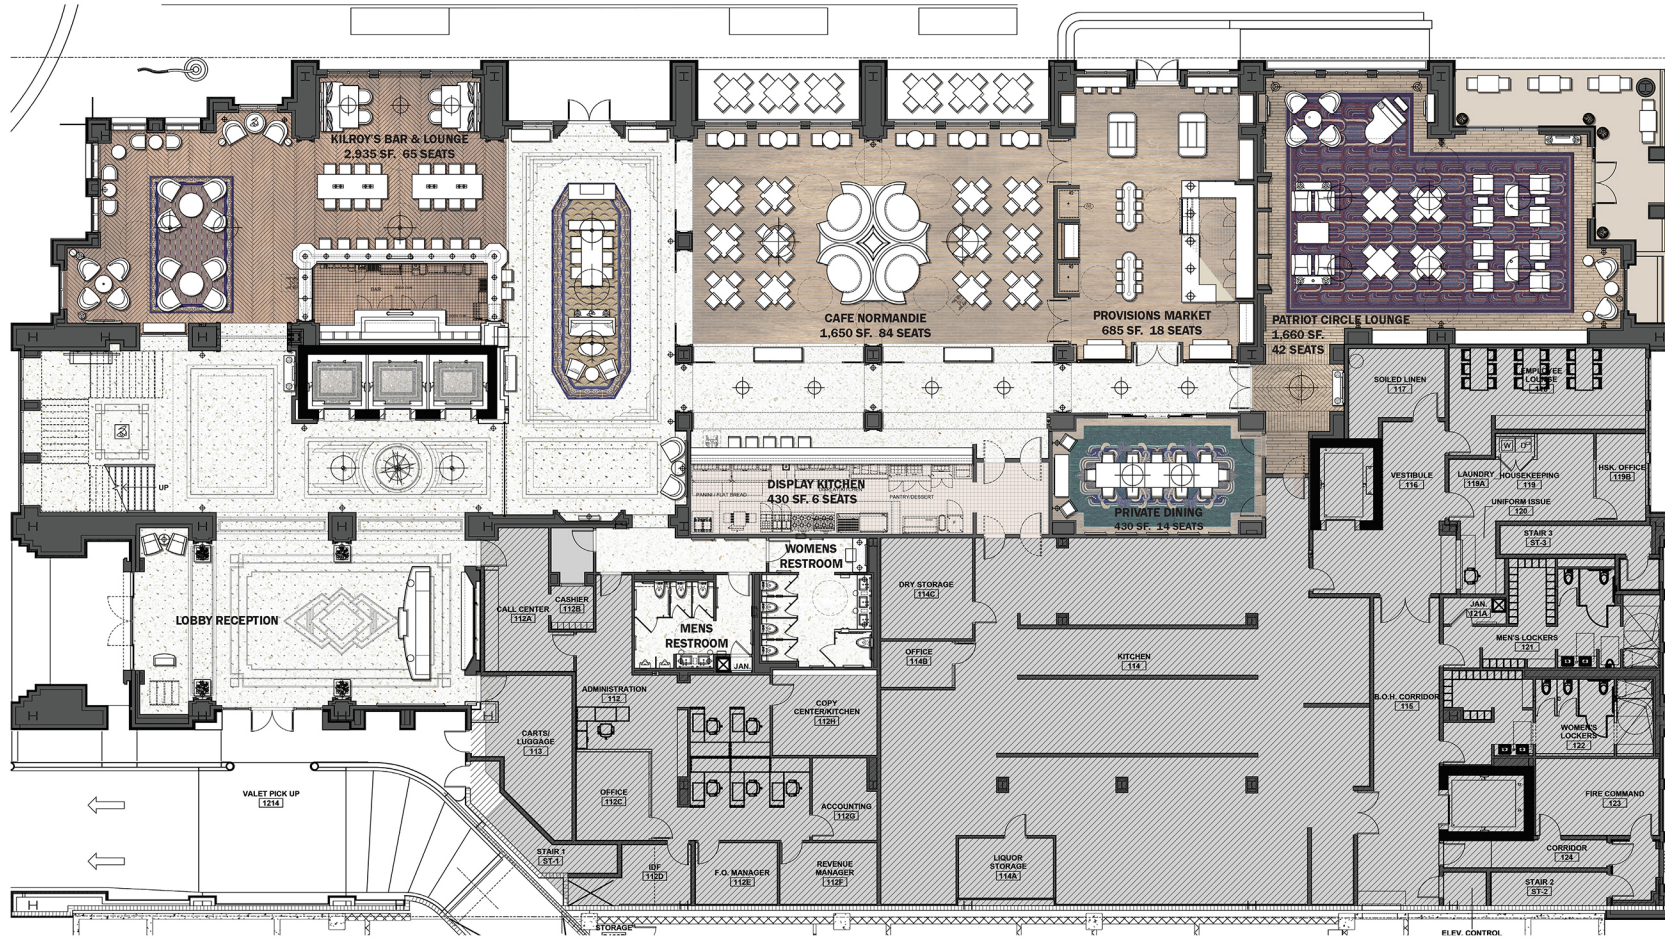 KILROY'S BAR & LOUNGE
2,935 SF. 65 SEATS
BAR
CAFE NORMANDIE
1,650 SF. 84 SEATS
PROVISIONS MARKET
685 SF. 18 SEATS
PATRIOT CIRCLE LOUNGE
1,660 SF.
42 SEATS
UP
DISPLAY KITCHEN
430 SF. 6 SEATS
PANINI / FLAT BREAD
PANTRY/DESSERT
PRIVATE DINING
430 SF. 14 SEATS
SOILED LINEN
117
EMPLOYEE
LOUNGE
VESTIBULE
116
W
D
LAUNDRY
119A
HOUSEKEEPING
119
HSK. OFFICE
119B
UNIFORM ISSUE
120
STAIR 3
ST-3
LOBBY RECEPTION
WOMENS
RESTROOM
MENS
RESTROOM
JAN.
CALL CENTER
112A
CASHIER
112B
DRY STORAGE
114C
OFFICE
114B
KITCHEN
114
JAN.
121A
MEN'S LOCKERS
121
B.O.H. CORRIDOR
115
WOMEN'S
LOCKERS
122
ADMINISTRATION
112
COPY
CENTER/KITCHEN
112H
CARTS/
LUGGAGE
113
OFFICE
112C
ACCOUNTING
112G
VALET PICK UP
1214
FIRE COMMAND
123
STAIR 1
ST-1
IDF
112D
F.O. MANAGER
112E
REVENUE
MANAGER
112F
LIQUOR
STORAGE
114A
CORRIDOR
124
STAIR 2
ST-2
STORAGE
ELEV. CONTROL